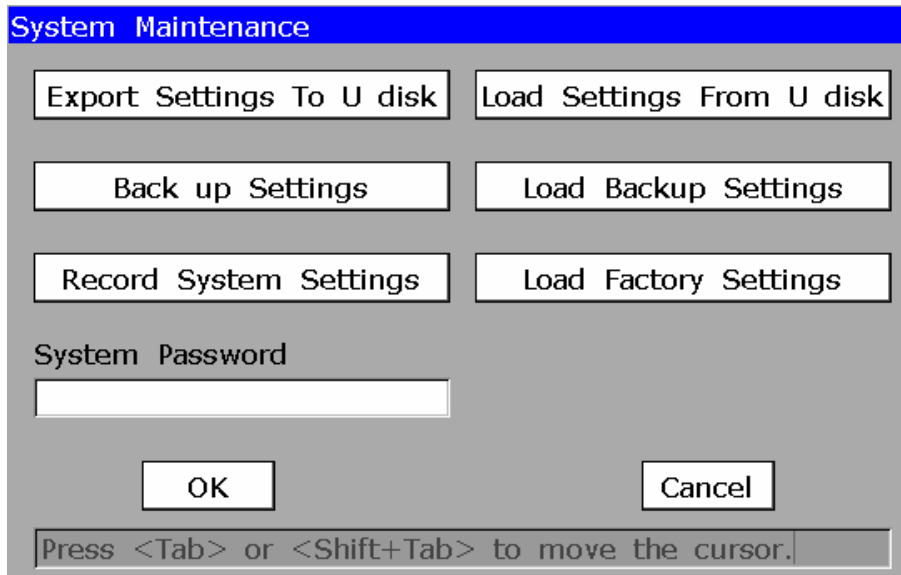 System Maintenance
Export Settings To U disk
Load Settings From U disk
Back up Settings
Load Backup Settings
Record System Settings
Load Factory Settings
System Password
OK
Cancel
Press <Tab> or <Shift+Tab> to move the cursor.